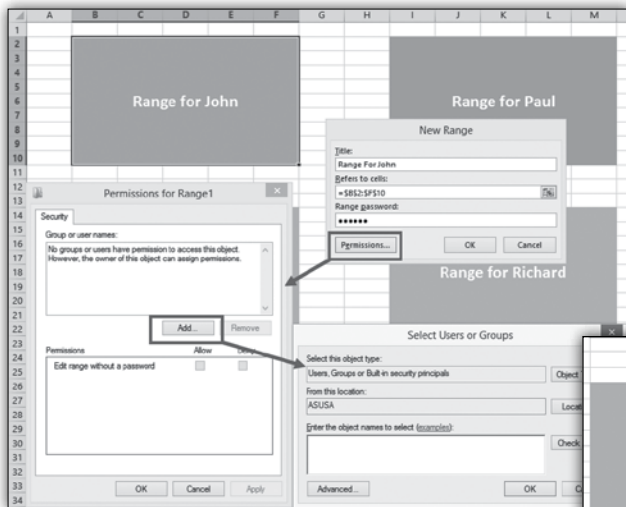 A B C D E F G H I J K L M
1
2
3
4
5
6
7
8
9
10
11
12
13
14
15
16
17
18
19
20
21
22
23
24
25
26
27
28
29
30
31
32
33
34
Range for John
Range for Paul
New Range
Title:
Range For John
Refers to cells:
=$B$2:$F$10
Range password:
••••••
Permissions... OK Cancel
Range for Richard
Permissions for Range1
Security
Group or user names:
No groups or users have permission to access this object.
However, the owner of this object can assign permissions.
Add... Remove
Permissions Allow
Edit range without a password
OK Cancel Apply
Select Users or Groups
Select this object type:
Users, Groups or Built-in security principals
Object
From this location:
ASUSA
Enter the object names to select (examples):
Check
Advanced... OK